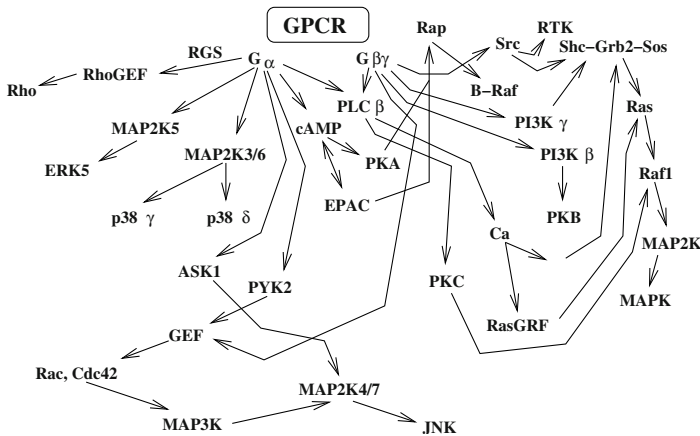 GPCR
Rap
RTK
Src
Shc–Grb2–Sos
RGS
G α
G βγ
Rho
RhoGEF
B–Raf
PLC β
Ras
MAP2K5
cAMP
PI3K γ
ERK5
MAP2K3/6
PKA
PI3K β
Raf1
p38 γ
p38 δ
EPAC
PKB
Ca
MAP2K
ASK1
PYK2
PKC
MAPK
RasGRF
GEF
Rac, Cdc42
MAP2K4/7
MAP3K
JNK